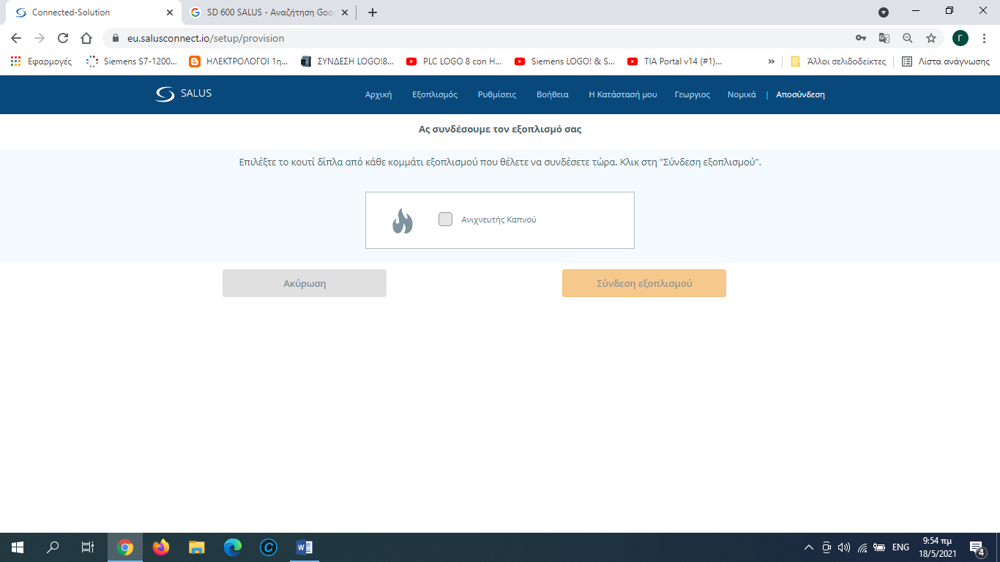 Connected-Solution
SD 600 SALUS - Αναζήτηση Goo
eu.salusconnect.io/setup/provision
Γ
Εφαρμογές
Siemens S7-1200...
ΗΛΕΚΤΡΟΛΟΓΟΙ 1η...
ΣΥΝΔΕΣΗ LOGO!8...
PLC LOGO 8 con H...
Siemens LOGO! & S...
TIA Portal v14 (#1)...
»
Άλλοι σελιδοδείκτες
Λίστα ανάγνωσης
SALUS
Αρχική
Εξοπλισμός
Ρυθμίσεις
Βοήθεια
Η Κατάστασή μου
Γεωργιος
Νομικά
|
Αποσύνδεση
Ας συνδέσουμε τον εξοπλισμό σας
Επιλέξτε το κουτί δίπλα από κάθε κομμάτι εξοπλισμού που θέλετε να συνδέσετε τώρα. Κλικ στη "Σύνδεση εξοπλισμού".
Ανιχνευτής Καπνού
Ακύρωση
Σύνδεση εξοπλισμού
ENG
9:54 πμ
18/5/2021
4